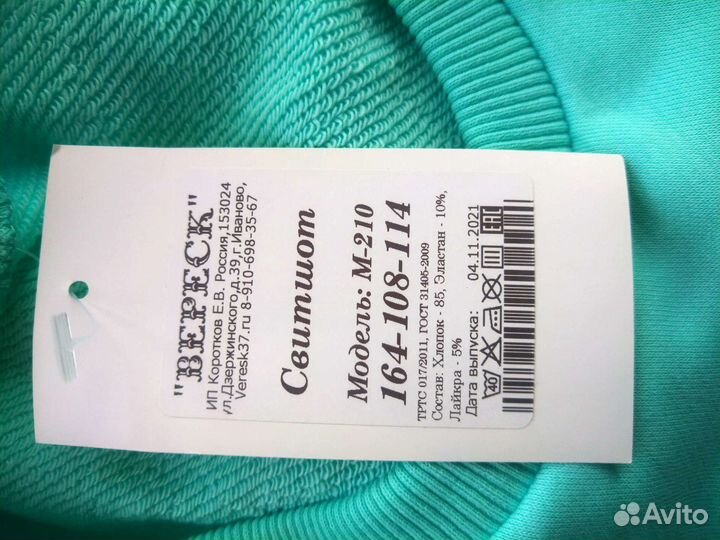 "ВЕРЕСК"
ИП Коротков Е.В. Россия,153024
ул.Дзержинского,д.39,г.Иваново,
Veresk37.ru 8-910-698-35-67
Свитшот
Модель: М-210
164-108-114
ТРТС 017/2011, ГОСТ 31405-2009
Состав: Хлопок - 85, Эластан - 10%,
Лайкра - 5%
Дата выпуска: 04.11.2021
40
EAC
Avito